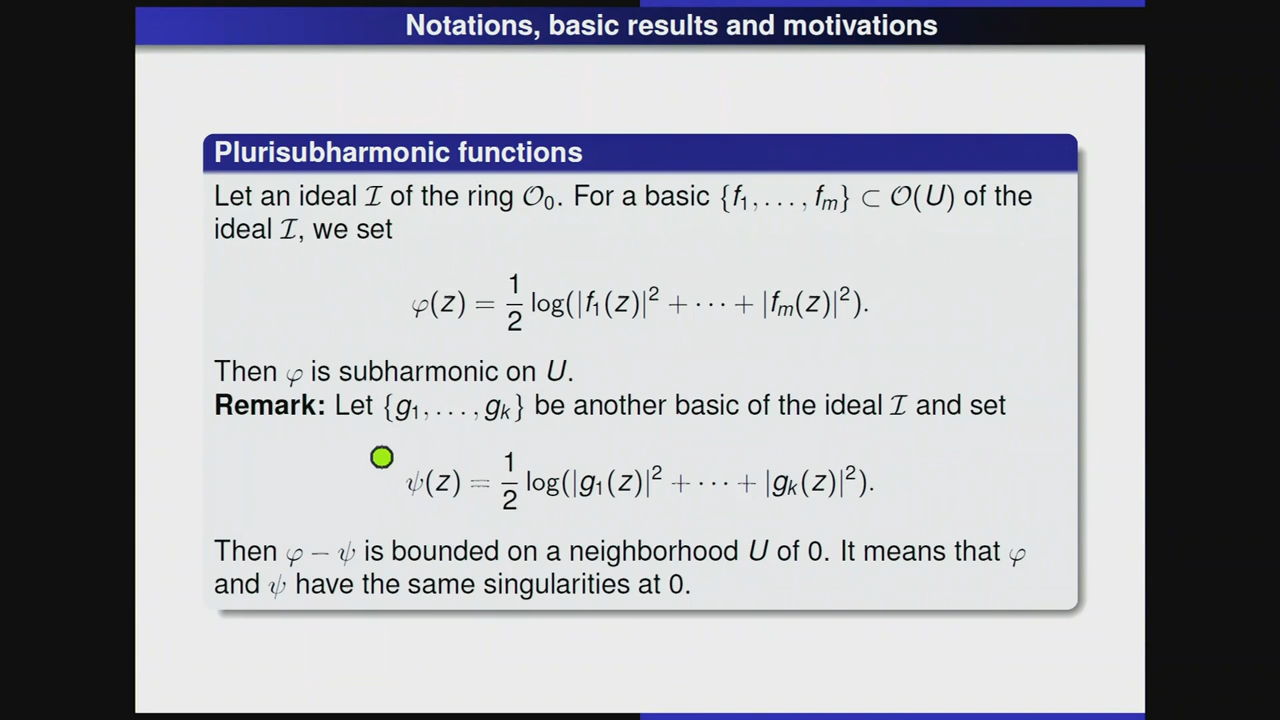 Notations, basic results and motivations
Plurisubharmonic functions
Let an ideal 𝓘 of the ring 𝒪₀. For a basic {f₁, . . . , fₘ} ⊂ 𝒪(U) of the
ideal 𝓘, we set
φ(z) = 1/2 log(|f₁(z)|² + · · · + |fₘ(z)|²).
Then φ is subharmonic on U.
Remark: Let {g₁, . . . , gₖ} be another basic of the ideal 𝓘 and set
ψ(z) = 1/2 log(|g₁(z)|² + · · · + |gₖ(z)|²).
Then φ − ψ is bounded on a neighborhood U of 0. It means that φ
and ψ have the same singularities at 0.